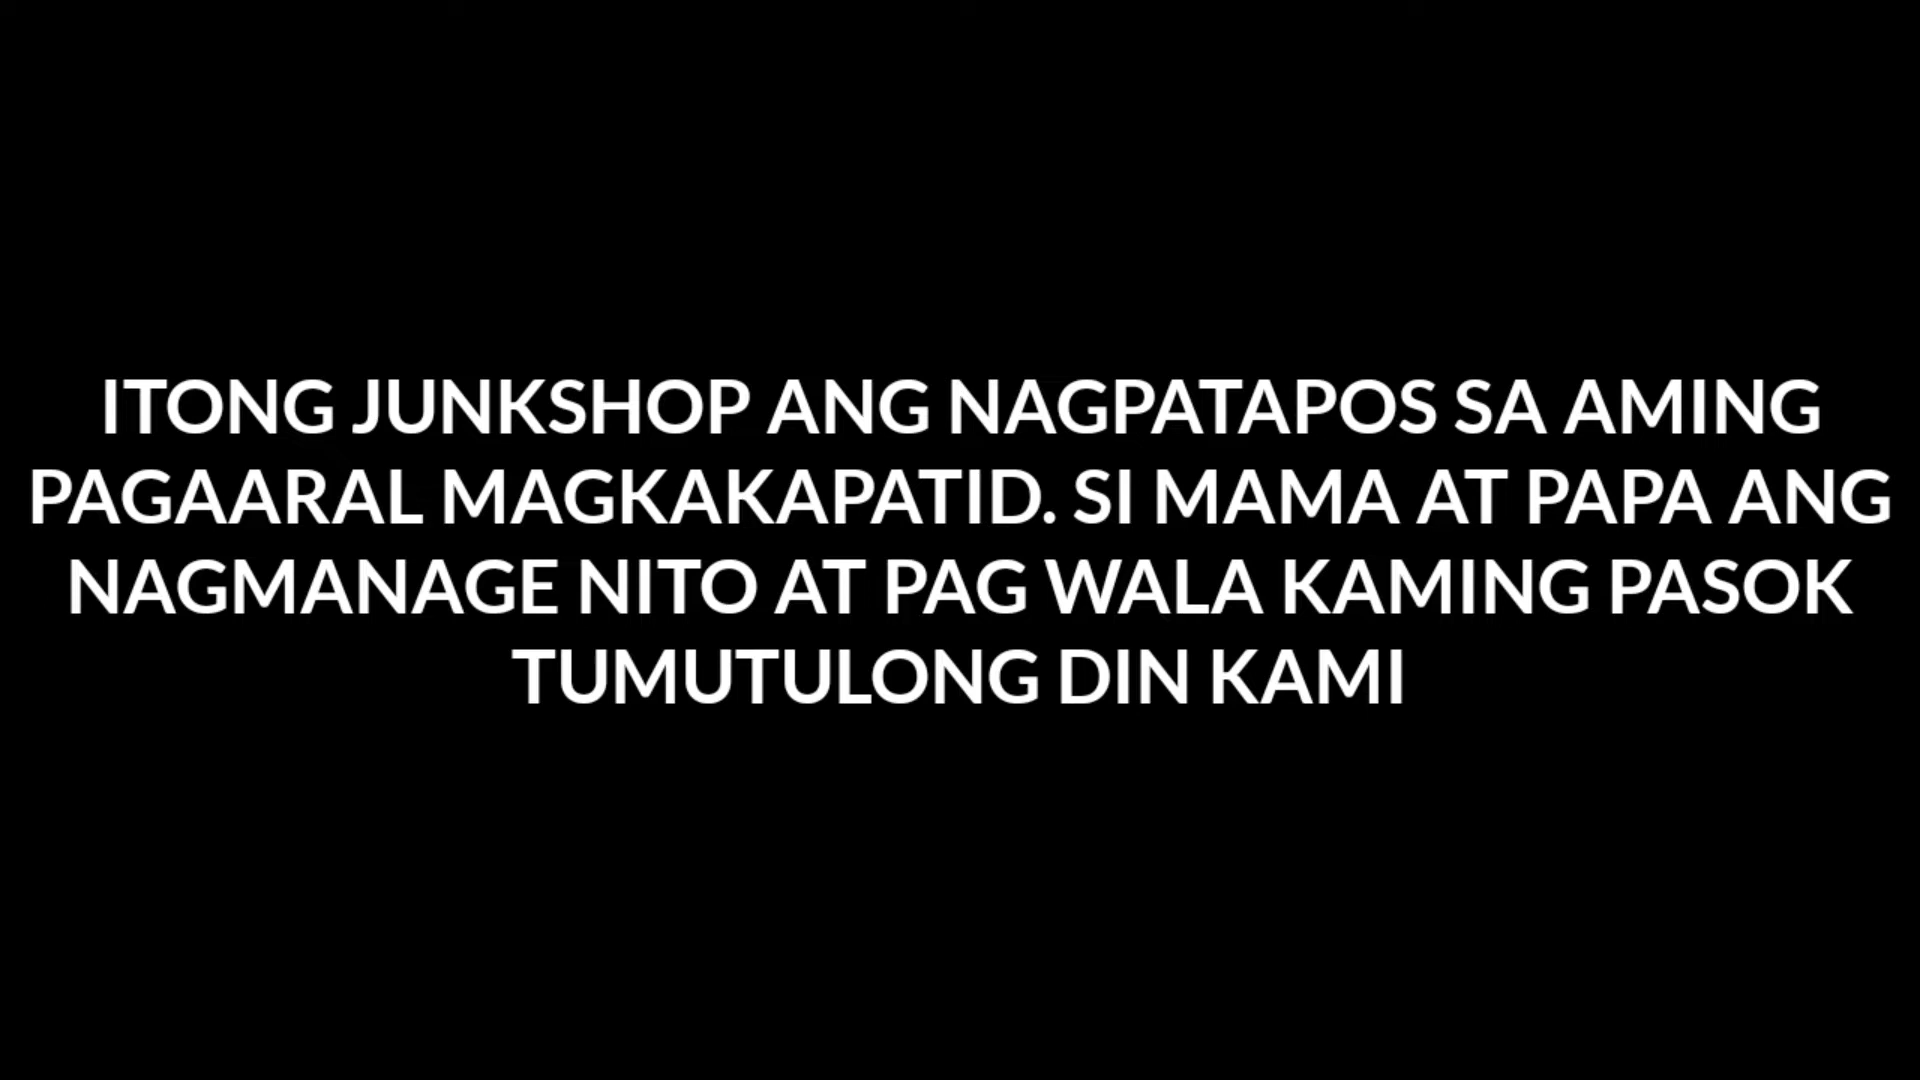 ITONG JUNKSHOP ANG NAGPATAPOS SA AMING
PAGAARAL MAGKAKAPATID. SI MAMA AT PAPA ANG
NAGMANAGE NITO AT PAG WALA KAMING PASOK
TUMUTULONG DIN KAMI